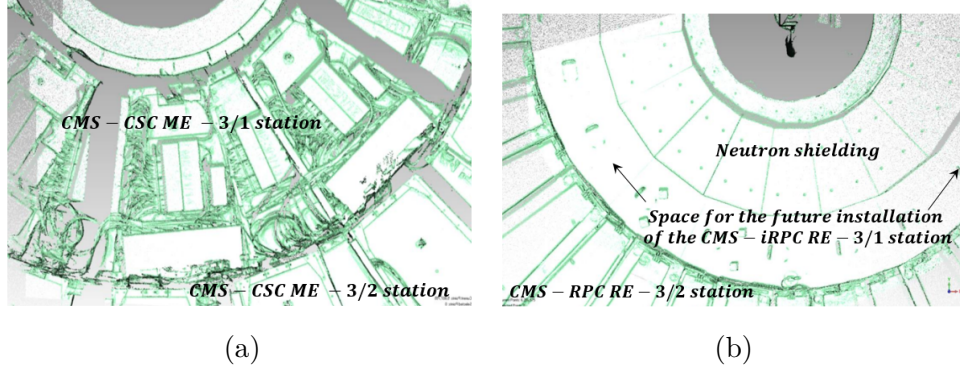 CMS – CSC ME – 3/1 station
CMS – CSC ME – 3/2 station
(a)
Neutron shielding
Space for the future installation
of the CMS – iRPC RE – 3/1 station
CMS – RPC RE – 3/2 station
(b)